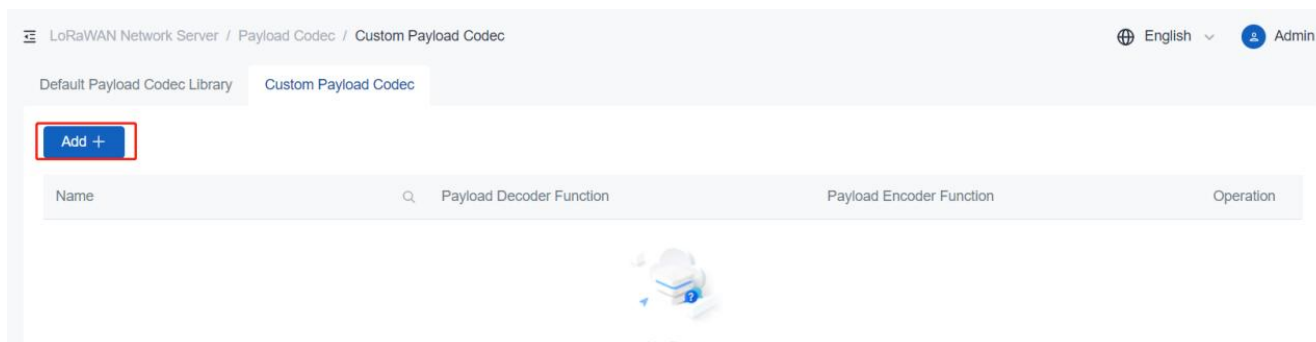 LoRaWAN Network Server / Payload Codec / Custom Payload Codec English Admin
Default Payload Codec Library Custom Payload Codec
Add +
Name Payload Decoder Function Payload Encoder Function Operation
?